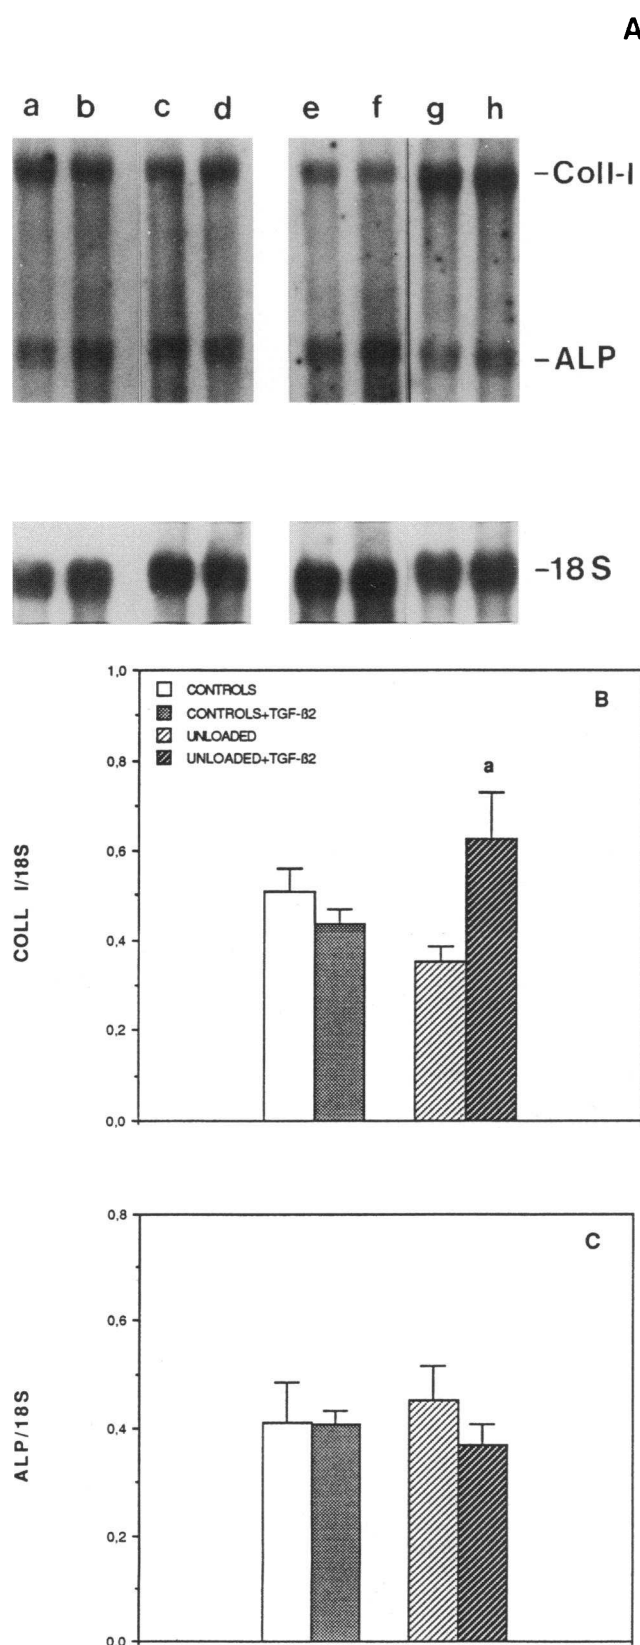 A
a b c d e f g h
-Coll-I
-ALP
-18S
1,0
CONTROLS
B
CONTROLS+TGF-ß2
UNLOADED
0,8
UNLOADED+TGF-ß2
a
0,6
COLL I/18S
0,4
0,2
0,0
0,8
C
0,6
ALP/18S
0,4
0,2
0,0